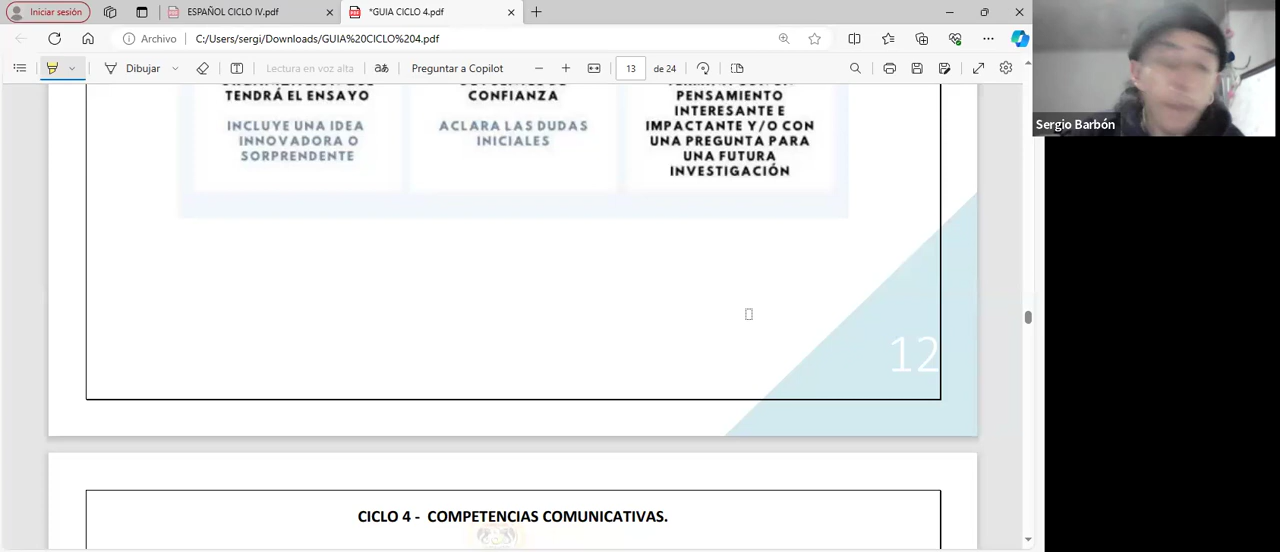 Iniciar sesión
ESPAÑOL CICLO IV.pdf
*GUIA CICLO 4.pdf
Archivo
C:/Users/sergi/Downloads/GUIA%20CICLO%204.pdf
Dibujar
Lectura en voz alta
Preguntar a Copilot
13
de 24
TENDRÁ EL ENSAYO
INCLUYE UNA IDEA
INNOVADORA O
SORPRENDENTE
CONFIANZA
ACLARA LAS DUDAS
INICIALES
PENSAMIENTO
INTERESANTE E
IMPACTANTE Y/O CON
UNA PREGUNTA PARA
UNA FUTURA
INVESTIGACIÓN
12
CICLO 4 - COMPETENCIAS COMUNICATIVAS.
Sergio Barbón